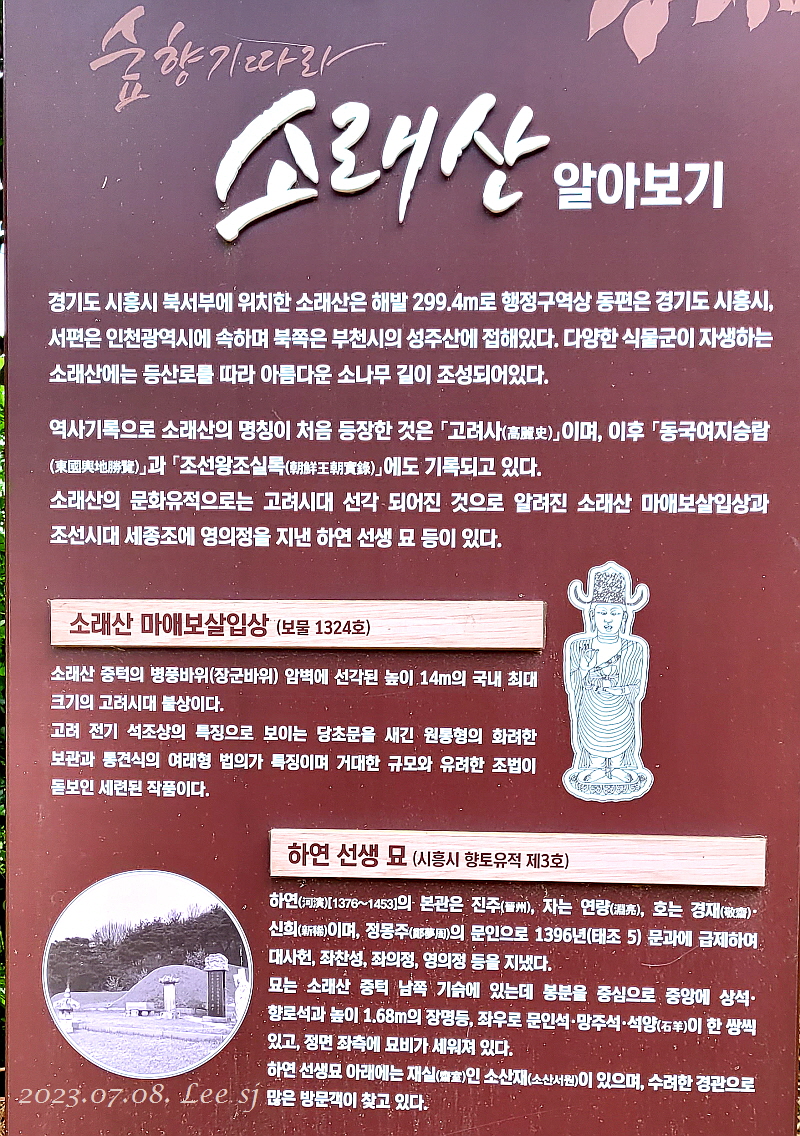 숲향기따라
소래산 알아보기
경기도 시흥시 북서부에 위치한 소래산은 해발 299.4m로 행정구역상 동편은 경기도 시흥시,
서편은 인천광역시에 속하며 북쪽은 부천시의 성주산에 접해있다. 다양한 식물군이 자생하는
소래산에는 등산로를 따라 아름다운 소나무 길이 조성되어있다.
역사기록으로 소래산의 명칭이 처음 등장한 것은 「고려사(高麗史)」이며, 이후 「동국여지승람
(東國輿地勝覽)」과 「조선왕조실록(朝鮮王朝實錄)」에도 기록되고 있다.
소래산의 문화유적으로는 고려시대 선각 되어진 것으로 알려진 소래산 마애보살입상과
조선시대 세종조에 영의정을 지낸 하연 선생 묘 등이 있다.
소래산 마애보살입상 (보물 1324호)
소래산 중턱의 병풍바위(장군바위) 암벽에 선각된 높이 14m의 국내 최대
크기의 고려시대 불상이다.
고려 전기 석조상의 특징으로 보이는 당초문을 새긴 원통형의 화려한
보관과 통견식의 여래형 법의가 특징이며 거대한 규모와 유려한 조법이
돋보인 세련된 작품이다.
하연 선생 묘 (시흥시 향토유적 제3호)
하연(河演)[1376~1453]의 본관은 진주(晉州), 자는 연량(淵亮), 호는 경재(敬齋)·
신희(新稀)이며, 정몽주(鄭夢周)의 문인으로 1396년(태조 5) 문과에 급제하여
대사헌, 좌찬성, 좌의정, 영의정 등을 지냈다.
묘는 소래산 중턱 남쪽 기슭에 있는데 봉분을 중심으로 중앙에 상석·
향로석과 높이 1.68m의 장명등, 좌우로 문인석·망주석·석양(石羊)이 한 쌍씩
있고, 정면 좌측에 묘비가 세워져 있다.
하연 선생묘 아래에는 재실(齋室)인 소산재(소산서원)이 있으며, 수려한 경관으로
많은 방문객이 찾고 있다.
2023.07.08. Lee sj